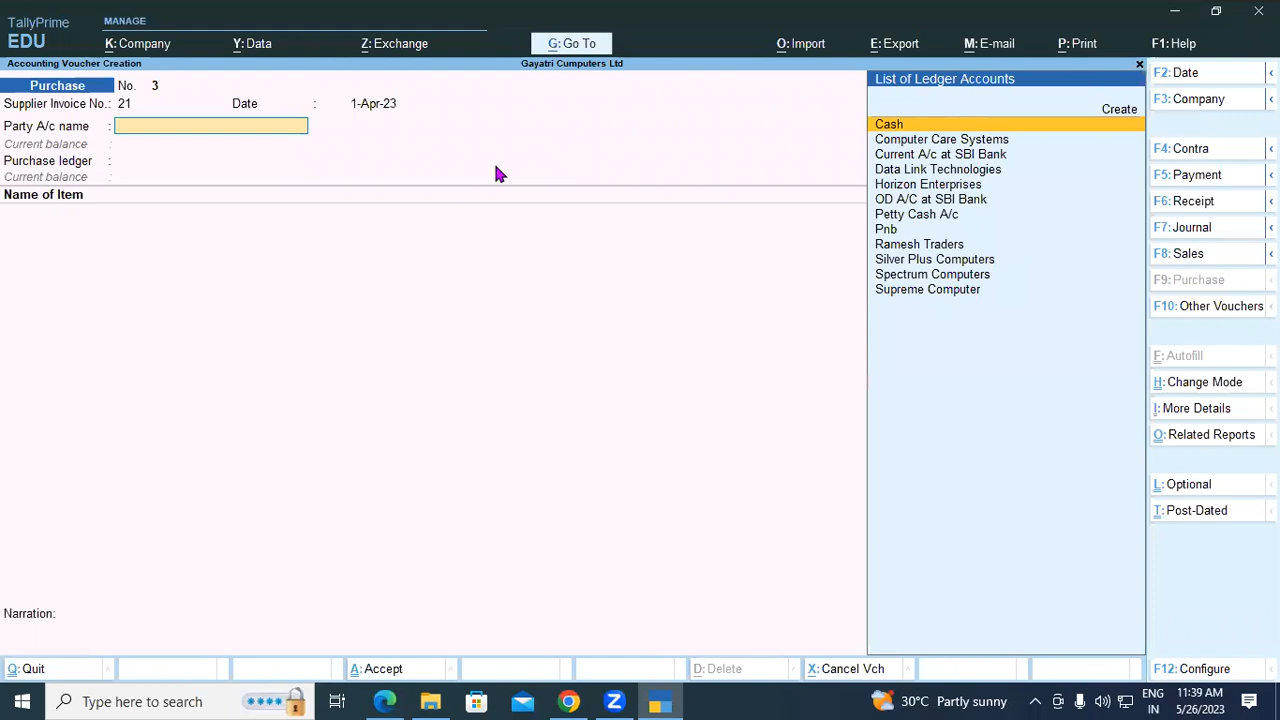 TallyPrime
EDU
MANAGE
K: Company
Y: Data
Z: Exchange
G: Go To
O: Import
E: Export
M: E-mail
P: Print
F1: Help
Accounting Voucher Creation
Gayatri Cumputers Ltd
Purchase No. 3
Supplier Invoice No.: 21 Date : 1-Apr-23
Party A/c name :
Current balance :
Purchase ledger :
Current balance :
Name of Item
Narration:
List of Ledger Accounts
Create
Cash
Computer Care Systems
Current A/c at SBI Bank
Data Link Technologies
Horizon Enterprises
OD A/C at SBI Bank
Petty Cash A/c
Pnb
Ramesh Traders
Silver Plus Computers
Spectrum Computers
Supreme Computer
F2: Date
F3: Company
F4: Contra
F5: Payment
F6: Receipt
F7: Journal
F8: Sales
F9: Purchase
F10: Other Vouchers
F: Autofill
H: Change Mode
I: More Details
O: Related Reports
L: Optional
T: Post-Dated
F12: Configure
Q: Quit
A: Accept
D: Delete
X: Cancel Vch
Type here to search
30°C Partly sunny
ENG
IN
11:39 AM
5/26/2023